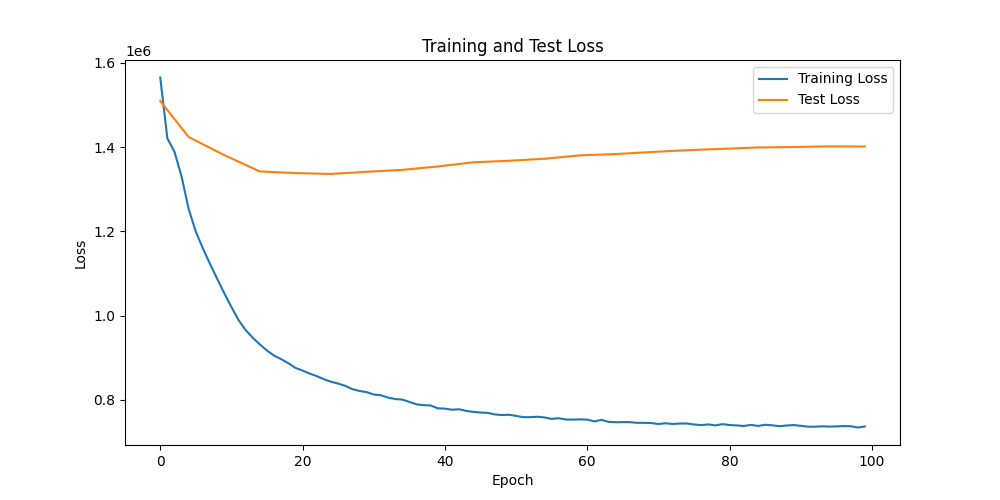 Training and Test Loss
1e6
1.6
1.4
1.2
1.0
0.8
Loss
Training Loss
Test Loss
0 20 40 60 80 100
Epoch